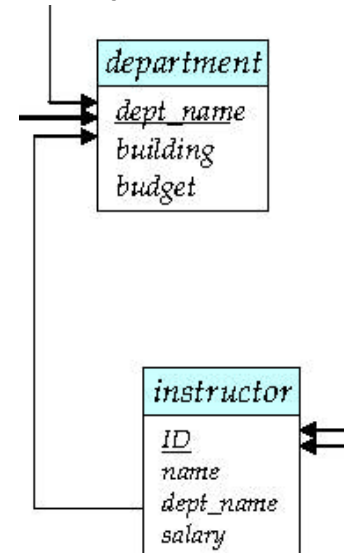 department
dept_name
building
budget
instructor
ID
name
dept_name
salary